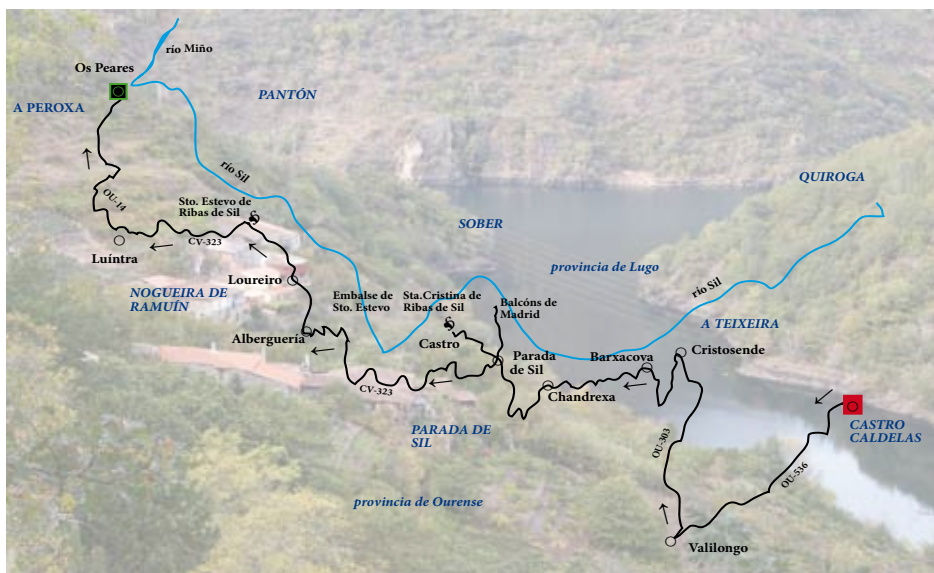 río Miño
Os Peares
A PEROXA
PANTÓN
río Sil
QUIROGA
OU-14
Sto. Estevo de
Ribas de Sil
SOBER
CV-323
Luíntra
provincia de Lugo
Loureiro
NOGUEIRA DE
RAMUÍN
Embalse de
Sto. Estevo
Sta.Cristina de
Ribas de Sil
Balcóns de
Madrid
río Sil
A TEIXEIRA
Alberguería
Castro
Parada
de Sil
Barxacova
Cristosende
CV-323
Chandrexa
PARADA DE
SIL
CASTRO
CALDELAS
OU-303
OU-536
provincia de Ourense
Valilongo